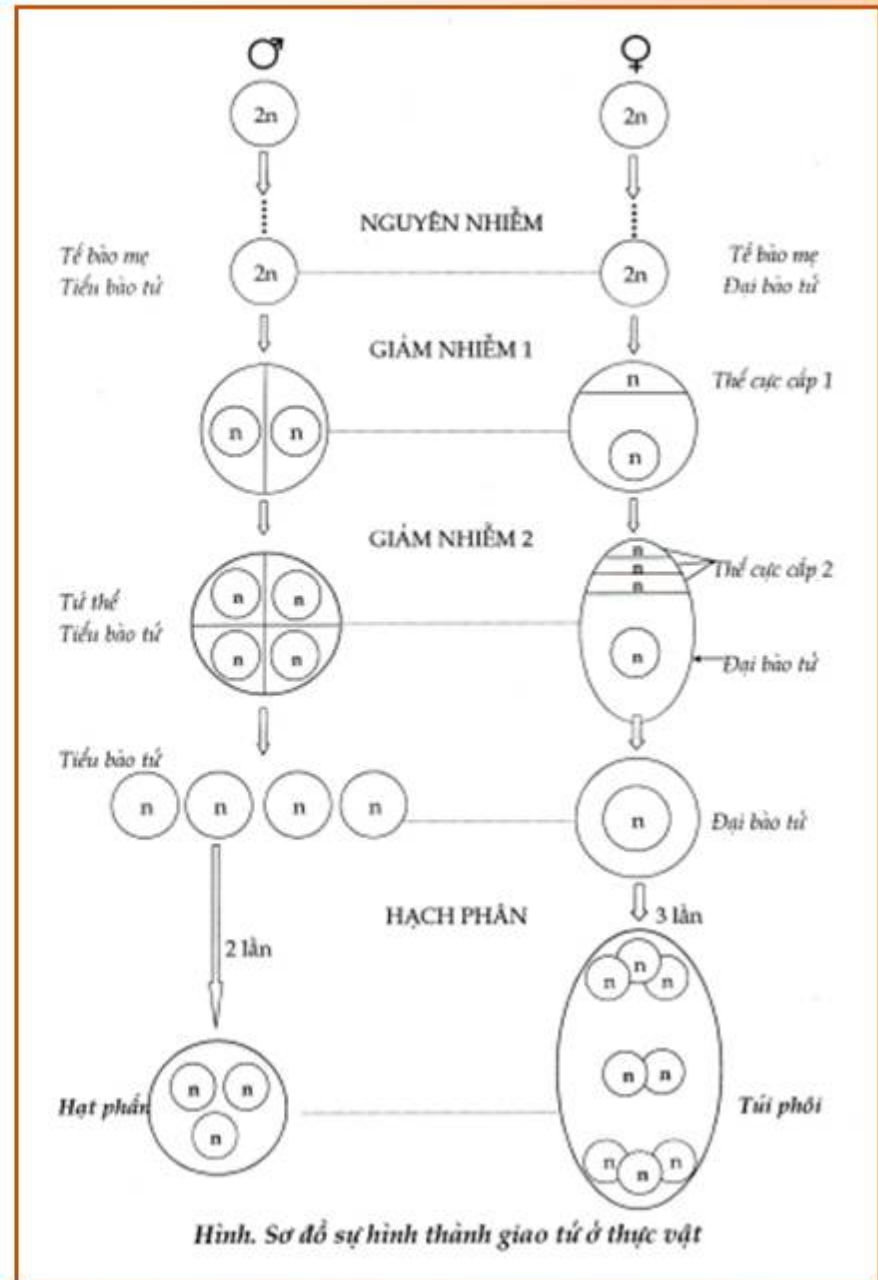 ♂ ♀
2n 2n
NGUYÊN NHIỄM
Tế bào mẹ
Tiểu bào tử
2n 2n
Tế bào mẹ
Đại bào tử
GIẢM NHIỄM 1
n n
n
n
Thể cực cấp 1
GIẢM NHIỄM 2
Tứ thể
Tiểu bào tử
n n
n n
n
n
n
n
Thể cực cấp 2
Đại bào tử
Tiểu bào tử
n n n n
n
Đại bào tử
HẠCH PHÂN
2 lần
3 lần
Hạt phấn
n n
n
n n n
n n
n n n
Túi phôi
Hình. Sơ đồ sự hình thành giao tử ở thực vật